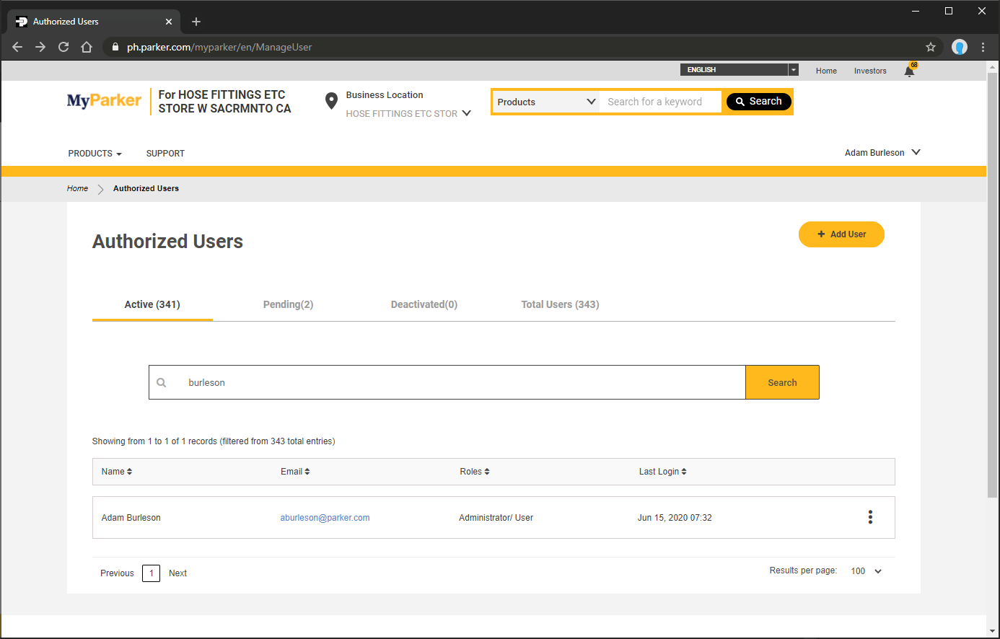 Authorized Users
ph.parker.com/myparker/en/ManageUser
ENGLISH
Home
Investors
68
MyParker
For HOSE FITTINGS ETC
STORE W SACRMNTO CA
Business Location
HOSE FITTINGS ETC STOR
Products
Search for a keyword
Search
PRODUCTS
SUPPORT
Adam Burleson
Home
Authorized Users
Authorized Users
+ Add User
Active (341)
Pending(2)
Deactivated(0)
Total Users (343)
burleson
Search
Showing from 1 to 1 of 1 records (filtered from 343 total entries)
Name
Email
Roles
Last Login
Adam Burleson
aburleson@parker.com
Administrator/ User
Jun 15, 2020 07:32
Previous
1
Next
Results per page:
100